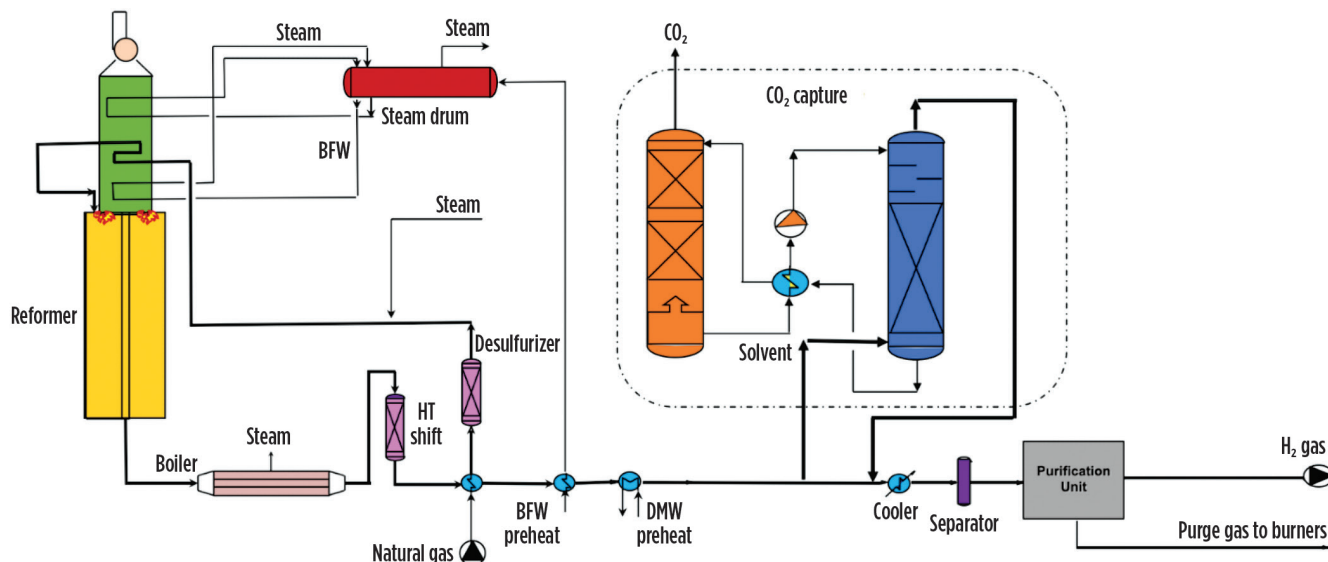 Steam
Steam
CO₂
CO₂ capture
Steam drum
BFW
Steam
Reformer
Desulfurizer
Solvent
HT
shift
Steam
Boiler
H₂ gas
Purification
Unit
BFW
preheat
DMW
preheat
Cooler
Separator
Natural gas
Purge gas to burners